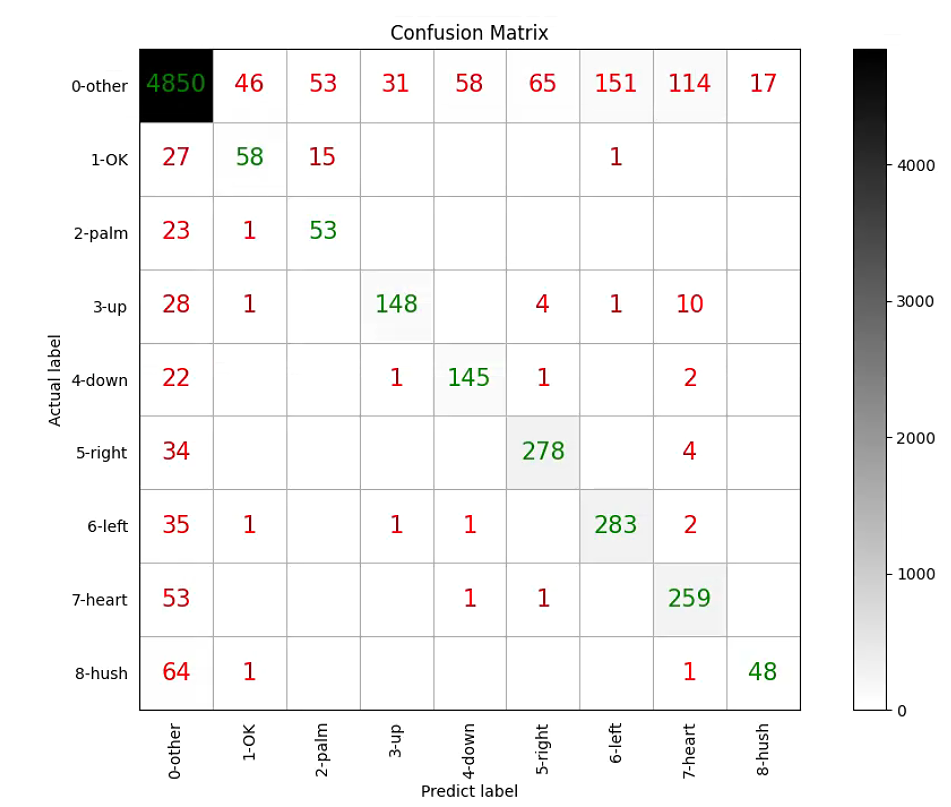 Confusion Matrix
0-other 4850 46 53 31 58 65 151 114 17
1-OK 27 58 15 1
2-palm 23 1 53
3-up 28 1 148 4 1 10
4-down 22 1 145 1 2
5-right 34 278 4
6-left 35 1 1 1 283 2
7-heart 53 1 1 259
8-hush 64 1 1 48
Actual label
0-other 1-OK 2-palm 3-up 4-down 5-right 6-left 7-heart 8-hush
Predict label
4000
3000
2000
1000
0